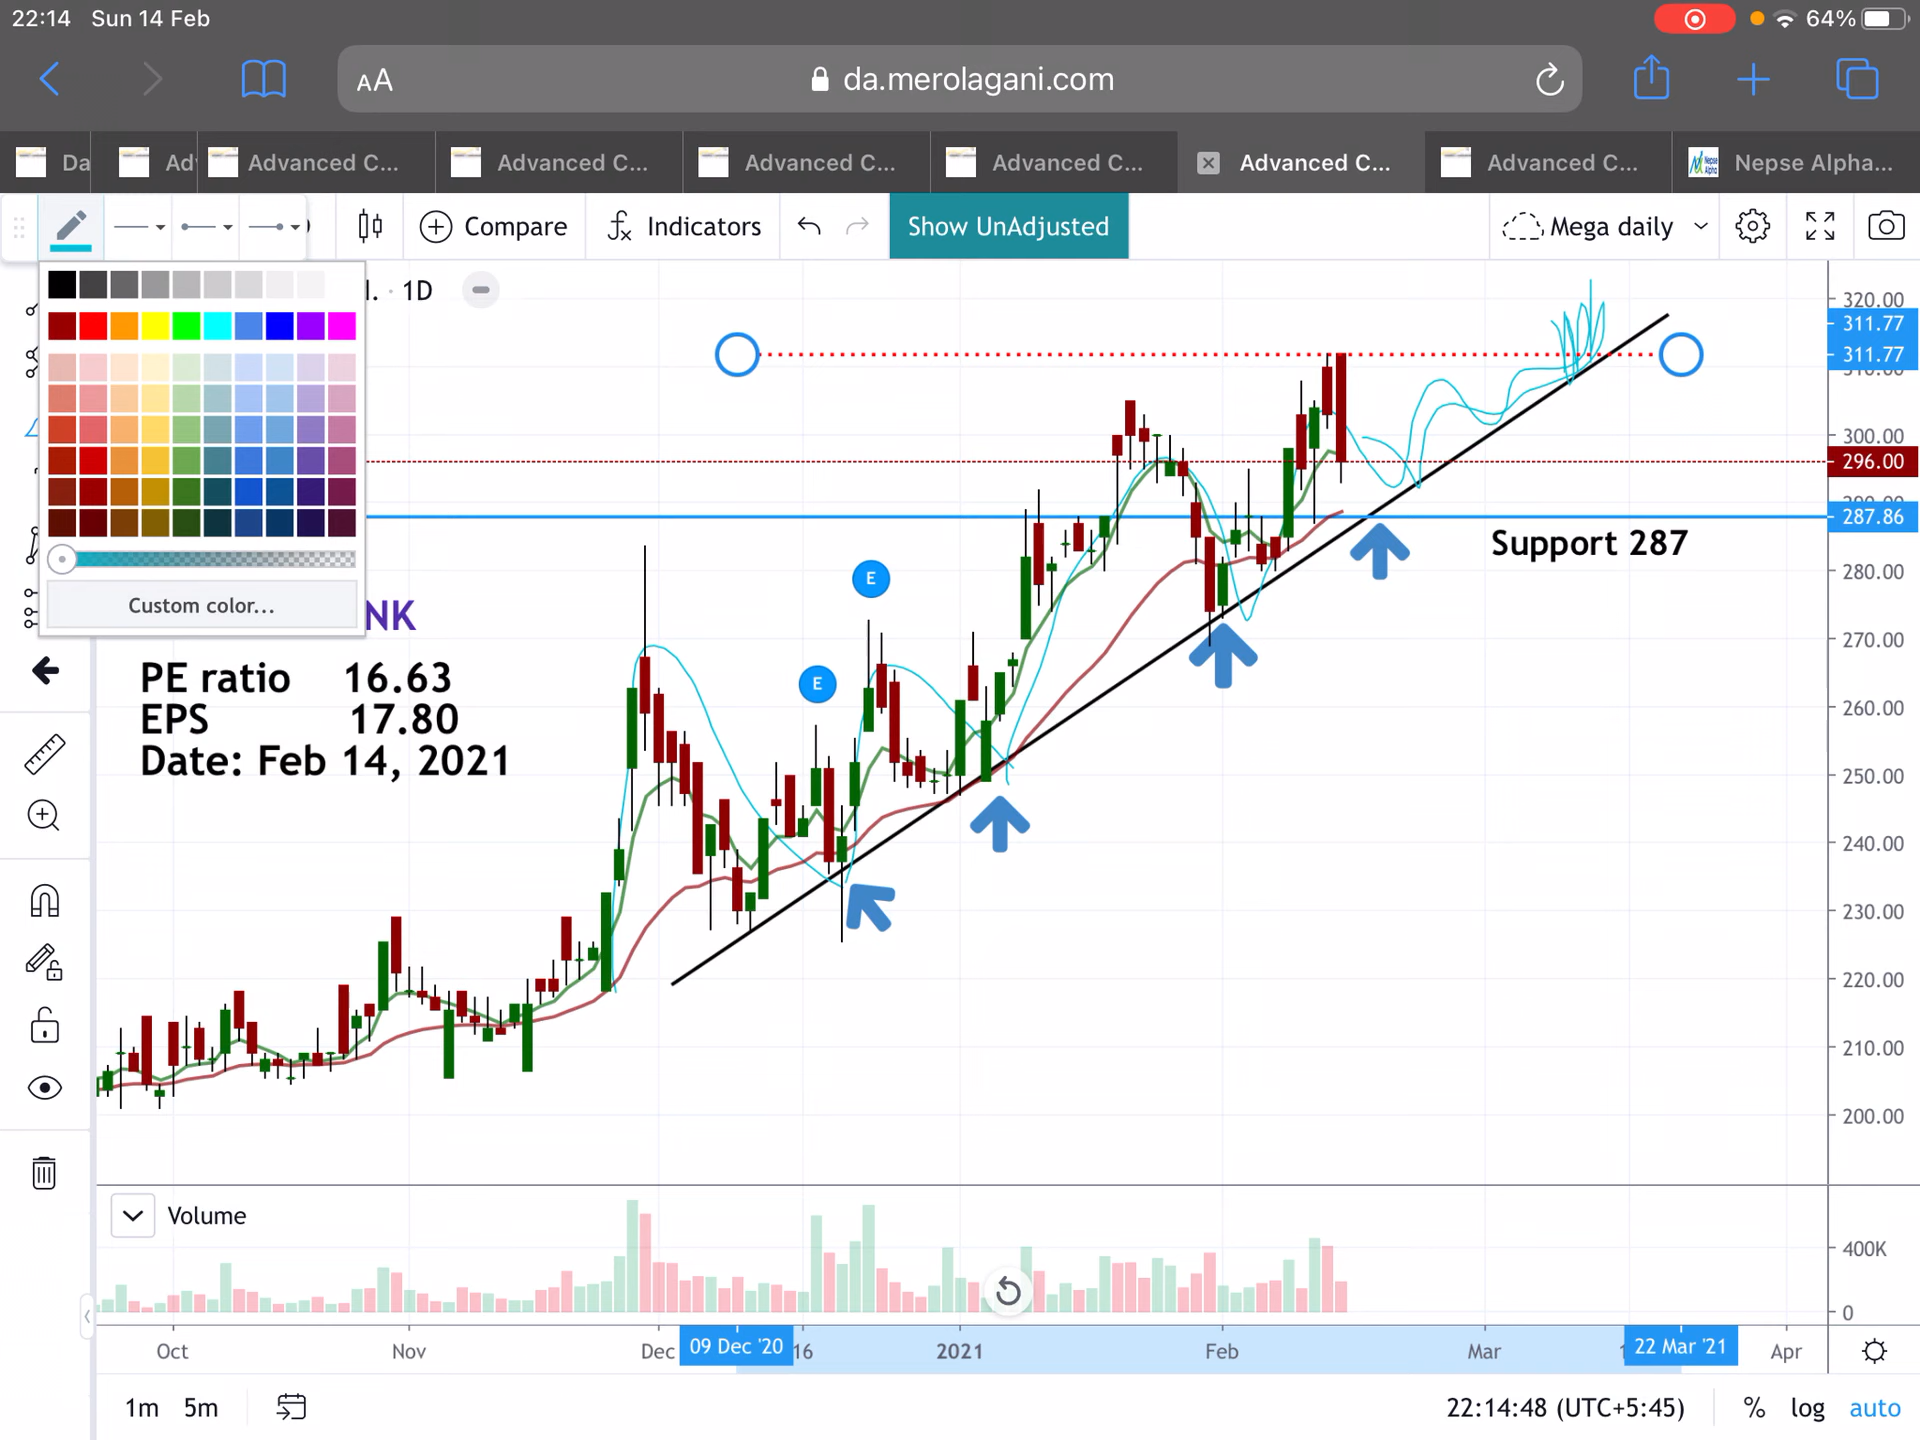 22:14 Sun 14 Feb 64%
AA da.merolagani.com
Da Ad Advanced C... Advanced C... Advanced C... Advanced C... Advanced C... Advanced C... Nepse Alpha...
Compare Indicators Show UnAdjusted Mega daily
l. · 1D
320.00
311.77
311.77
310.00
300.00
296.00
290.00
287.86
Support 287
280.00
Custom color...
NK
E
270.00
PE ratio 16.63
E
260.00
EPS 17.80
Date: Feb 14, 2021
250.00
240.00
230.00
220.00
210.00
200.00
Volume
400K
0
Oct Nov Dec 09 Dec '20 16 2021 Feb Mar 22 Mar '21 Apr
1m 5m 22:14:48 (UTC+5:45) % log auto